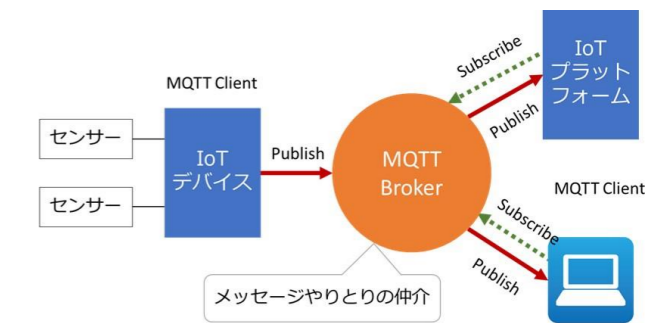 MQTT Client
センサー
センサー
IoT
デバイス
Publish
MQTT
Broker
メッセージやりとりの仲介
Subscribe
Publish
IoT
プラット
フォーム
MQTT Client
Subscribe
Publish